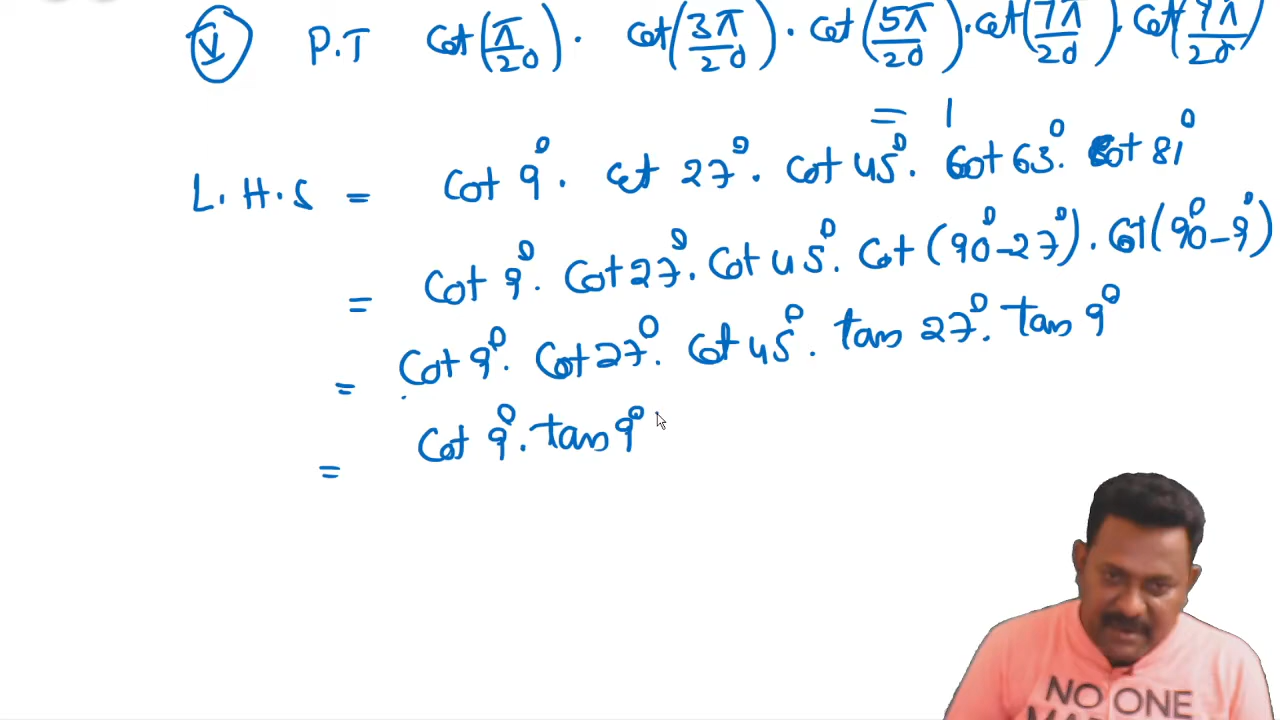 V P.T cot(π/20) . cot(3π/20) . cot(5π/20) . cot(7π/20) . cot(9π/20)
= 1
L.H.S = cot 9° . cot 27° . cot 45° . cot 63° . cot 81°
= cot 9° . cot 27° . cot 45° . cot (90° - 27°) . cot (90° - 9°)
= cot 9° . cot 27° . cot 45° . tan 27° . tan 9°
= cot 9° . tan 9°
NO ONE